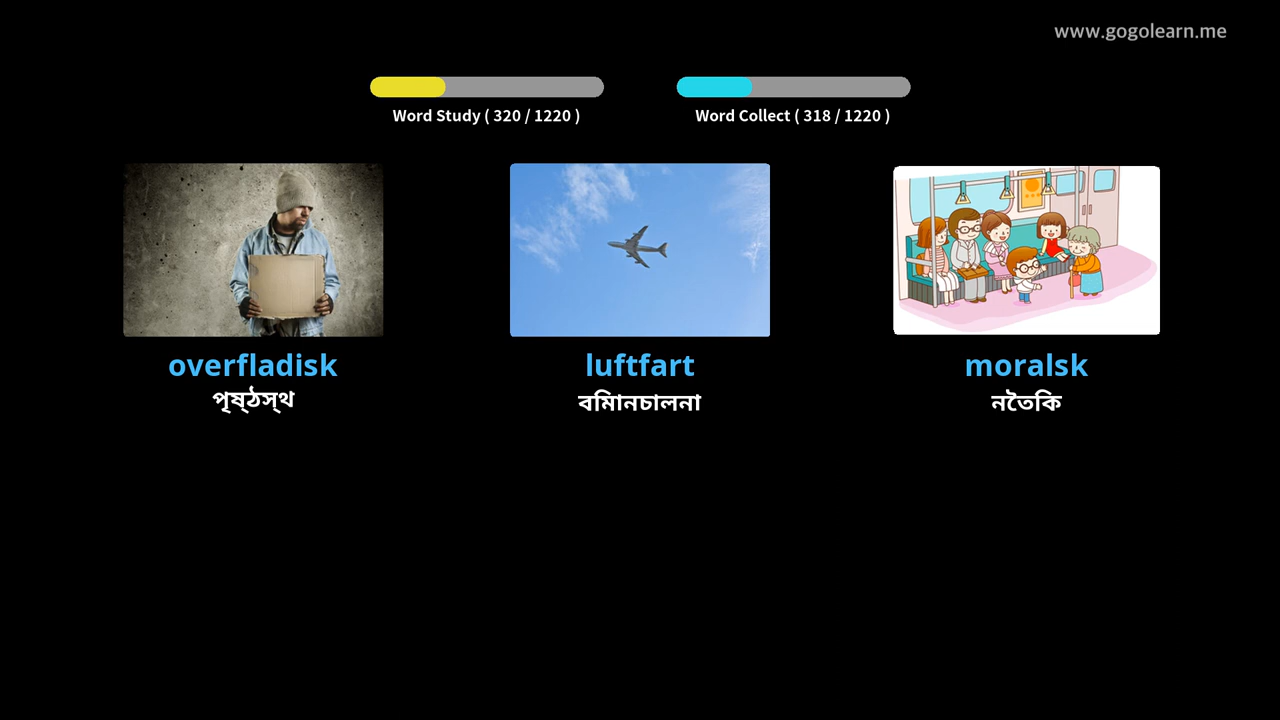 www.gogolearn.me
Word Study ( 320 / 1220 )
Word Collect ( 318 / 1220 )
overfladisk
luftfart
moralsk
পৃষ্ঠস্থ
বিমানচালনা
নৈতিক